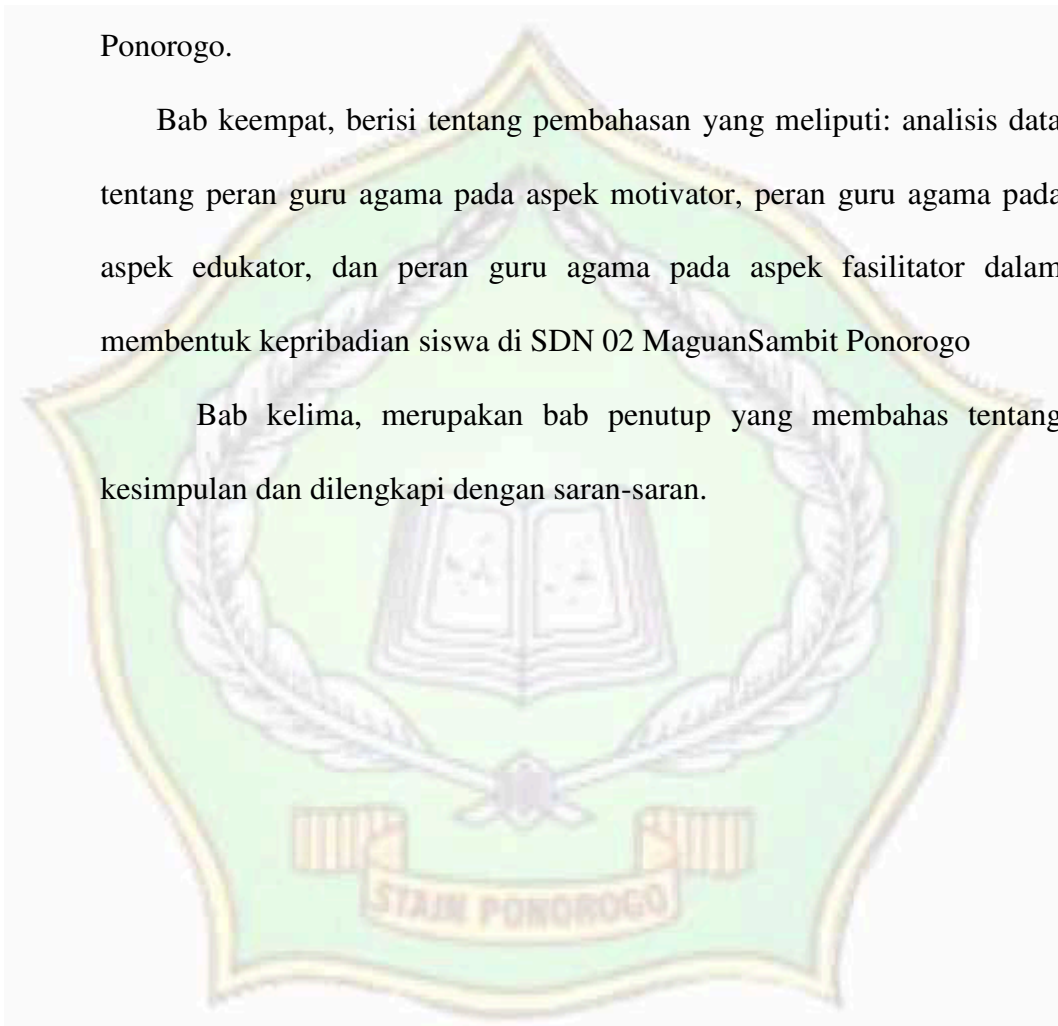 Ponorogo.
Bab keempat, berisi tentang pembahasan yang meliputi: analisis data
tentang peran guru agama pada aspek motivator, peran guru agama pada
aspek edukator, dan peran guru agama pada aspek fasilitator dalam
membentuk kepribadian siswa di SDN 02 MaguanSambit Ponorogo
Bab kelima, merupakan bab penutup yang membahas tentang
kesimpulan dan dilengkapi dengan saran-saran.
STAIN PONOROGO